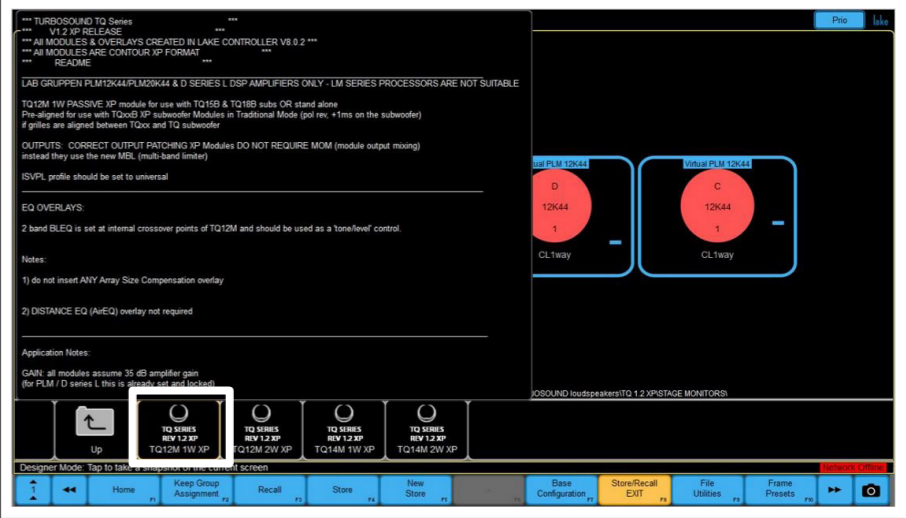 *** TURBOSOUND TQ Series ***
*** V1.2 XP RELEASE ***
*** All MODULES & OVERLAYS CREATED IN LAKE CONTROLLER V8.0.2 ***
*** All MODULES ARE CONTOUR XP FORMAT ***
*** README ***
LAB GRUPPEN PLM12K44/PLM20K44 & D SERIES L DSP AMPLIFIERS ONLY - LM SERIES PROCESSORS ARE NOT SUITABLE
TQ12M 1W PASSIVE XP module for use with TQ15B & TQ18B subs OR stand alone
Pre-aligned for use with TQxxB XP subwoofer Modules in Traditional Mode (pol rev, +1ms on the subwoofer)
if grilles are aligned between TQxx and TQ subwoofer
OUTPUTS: CORRECT OUTPUT PATCHING XP Modules DO NOT REQUIRE MOM (module output mixing)
instead they use the new MBL (multi-band limiter)
ISVPL profile should be set to universal
EQ OVERLAYS:
2 band BLEQ is set at internal crossover points of TQ12M and should be used as a 'tone/level' control.
Notes:
1) do not insert ANY Array Size Compensation overlay
2) DISTANCE EQ (AirEQ) overlay not required
Application Notes:
GAIN: all modules assume 35 dB amplifier gain
(for PLM / D series L this is already set and locked)
Prio
lake
ual PLM 12K44
D
12K44
1
CL1way
Virtual PLM 12K44
C
12K44
1
CL1way
OSOUND loudspeakers\TQ 1.2 XP\STAGE MONITORS\
Up
TQ SERIES
REV 1.2 XP
TQ12M 1W XP
TQ SERIES
REV 1.2 XP
TQ12M 2W XP
TQ SERIES
REV 1.2 XP
TQ14M 1W XP
TQ SERIES
REV 1.2 XP
TQ14M 2W XP
Designer Mode: Tap to take a snapshot of the current screen
Network Offline
1
Home F1
Keep Group Assignment F2
Recall F3
Store F4
New Store F5
F6
Base Configuration F7
Store/Recall EXIT F8
File Utilities F9
Frame Presets F10